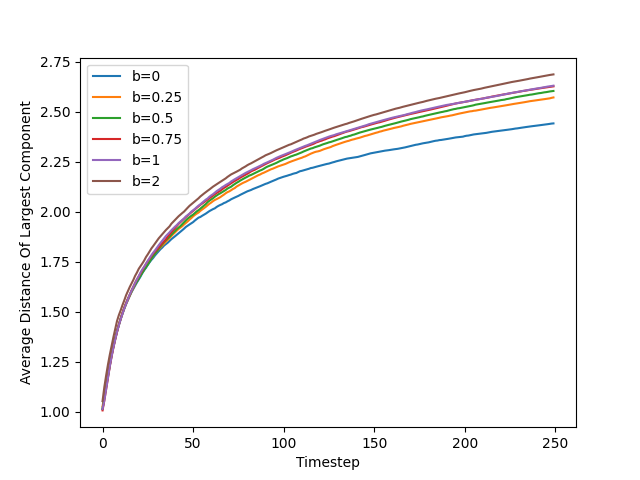 2.75
2.50
2.25
2.00
1.75
1.50
1.25
1.00
Average Distance Of Largest Component
b=0
b=0.25
b=0.5
b=0.75
b=1
b=2
0 50 100 150 200 250
Timestep